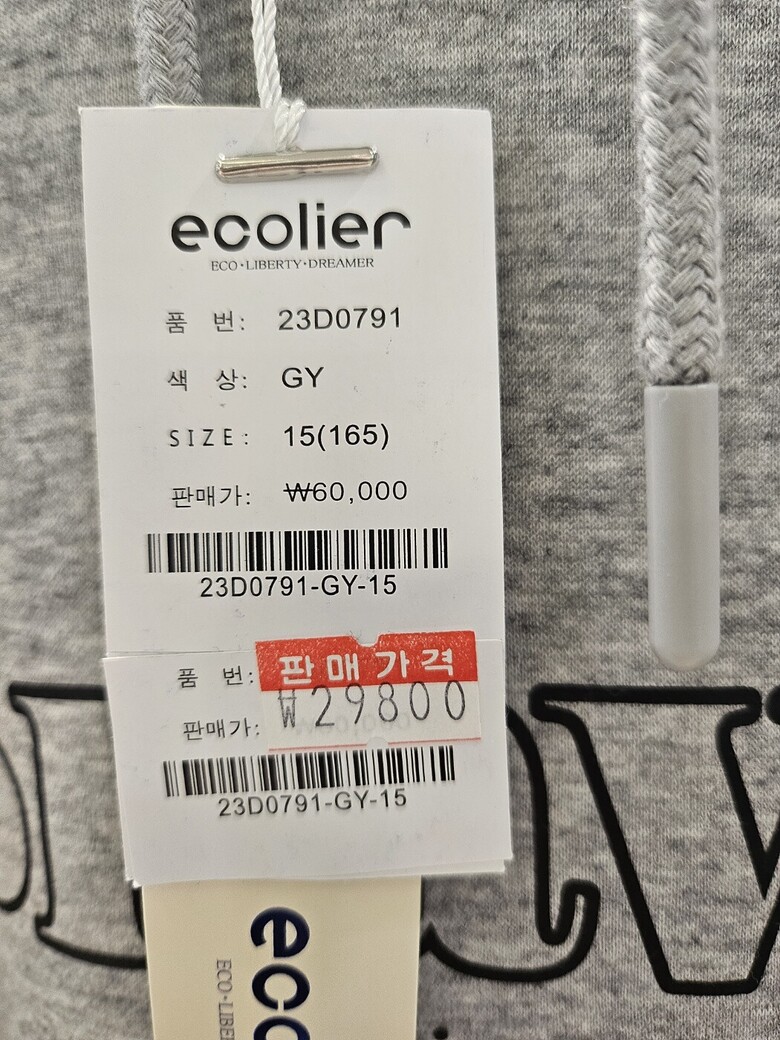 ecolier
ECO·LIBERTY·DREAMER
품 번: 23D0791
색 상: GY
SIZE: 15(165)
판매가: ₩60,000
23D0791-GY-15
품 번: 판매가격
판매가: ₩29800
23D0791-GY-15
eco
ECO·LIBE